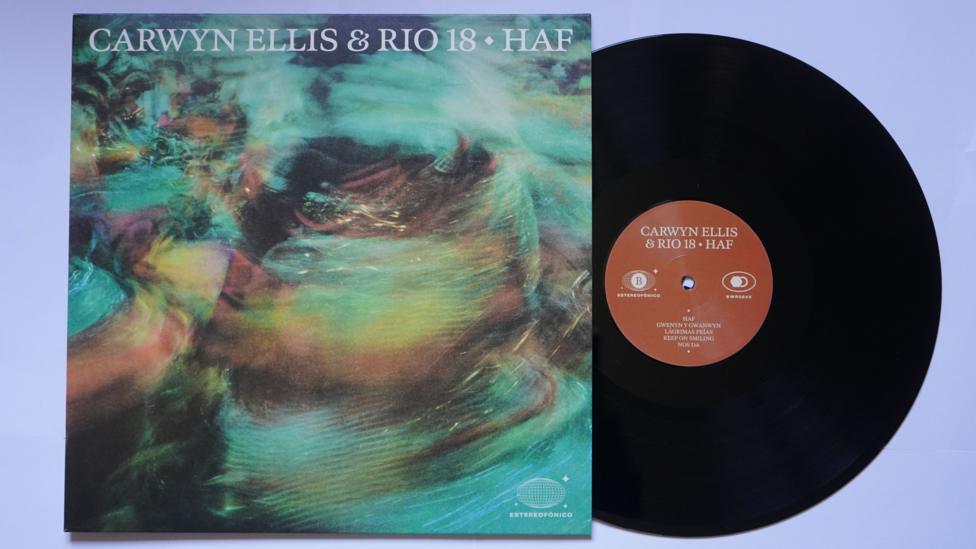 CARWYN ELLIS & RIO 18 • HAF
ESTEREOFÓNICO
CARWYN ELLIS
& RIO 18 • HAF
B
ESTEREOFÓNICO
HAF
GWENYN Y GWANWYN
LÁGRIMAS FRÍAS
KEEP ON SMILING
NOS DA